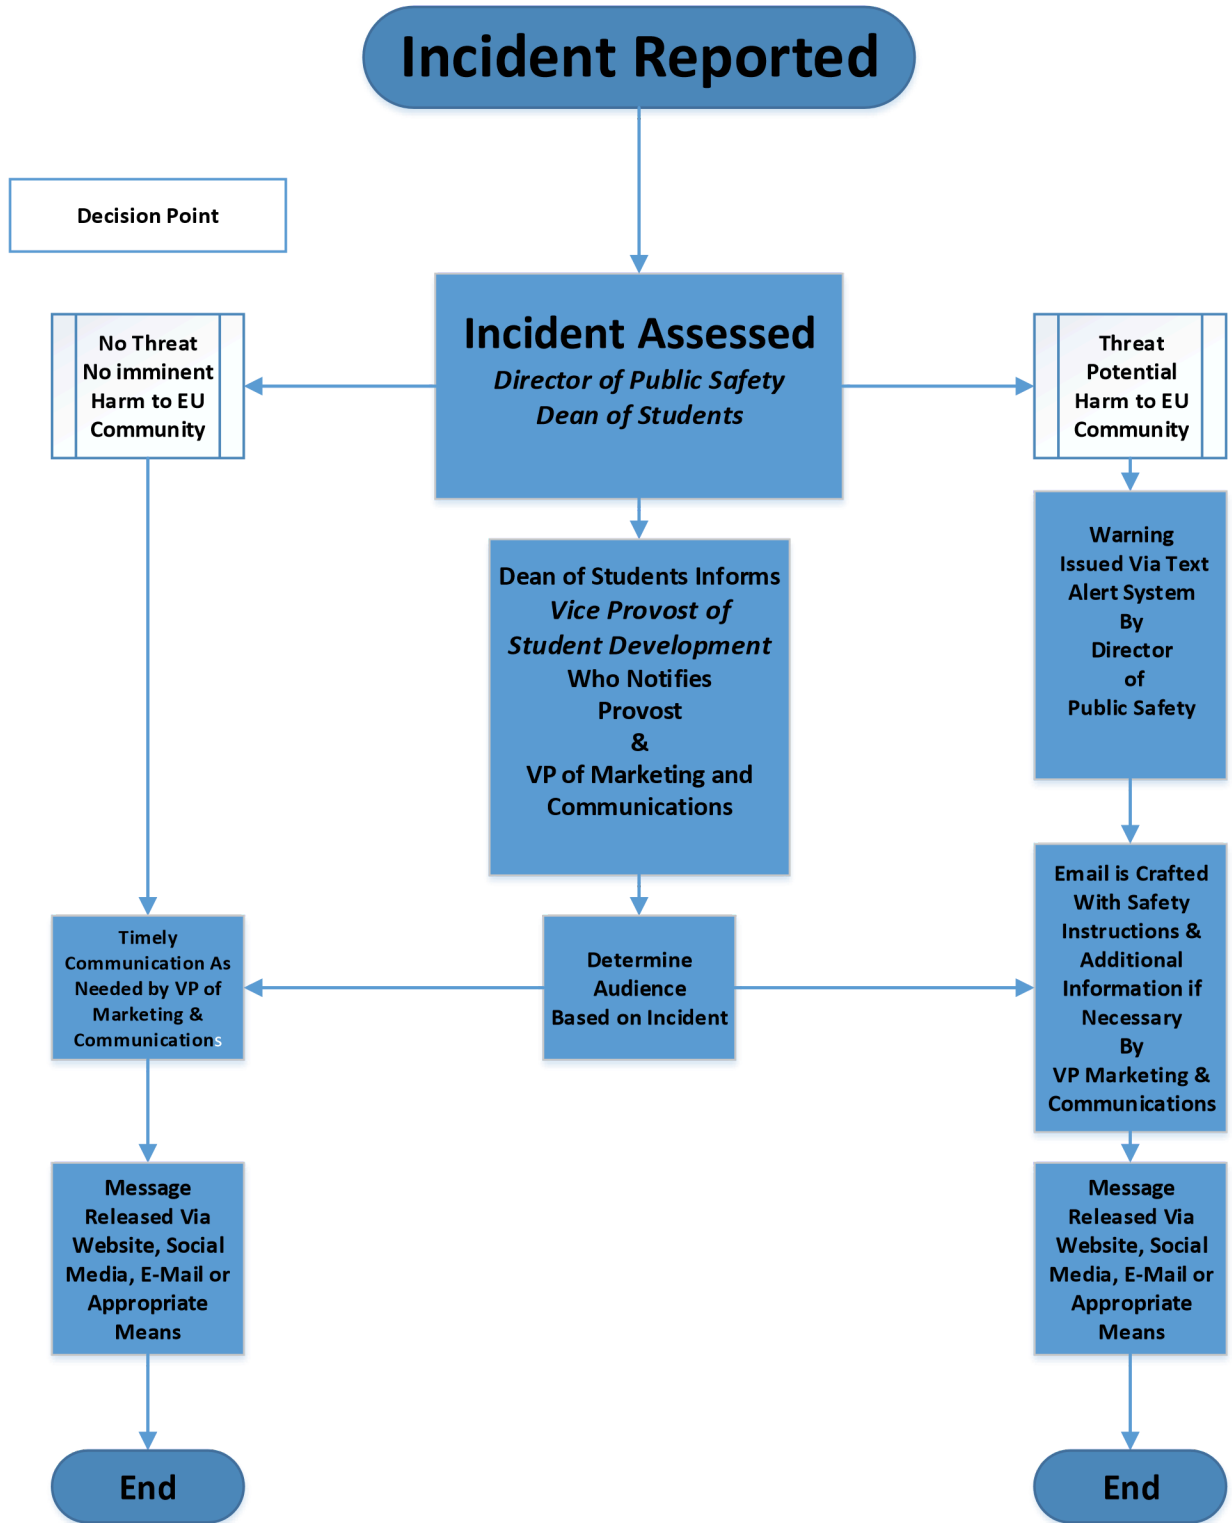 Incident Reported
Decision Point
Incident Assessed
Director of Public Safety
Dean of Students
No Threat
No imminent
Harm to EU
Community
Threat
Potential
Harm to EU
Community
Dean of Students Informs
Vice Provost of
Student Development
Who Notifies
Provost
&
VP of Marketing and
Communications
Warning
Issued Via Text
Alert System
By
Director
of
Public Safety
Timely
Communication As
Needed by VP of
Marketing &
Communications
Determine
Audience
Based on Incident
Email is Crafted
With Safety
Instructions &
Additional
Information if
Necessary
By
VP Marketing &
Communications
Message
Released Via
Website, Social
Media, E-Mail or
Appropriate
Means
Message
Released Via
Website, Social
Media, E-Mail or
Appropriate
Means
End
End